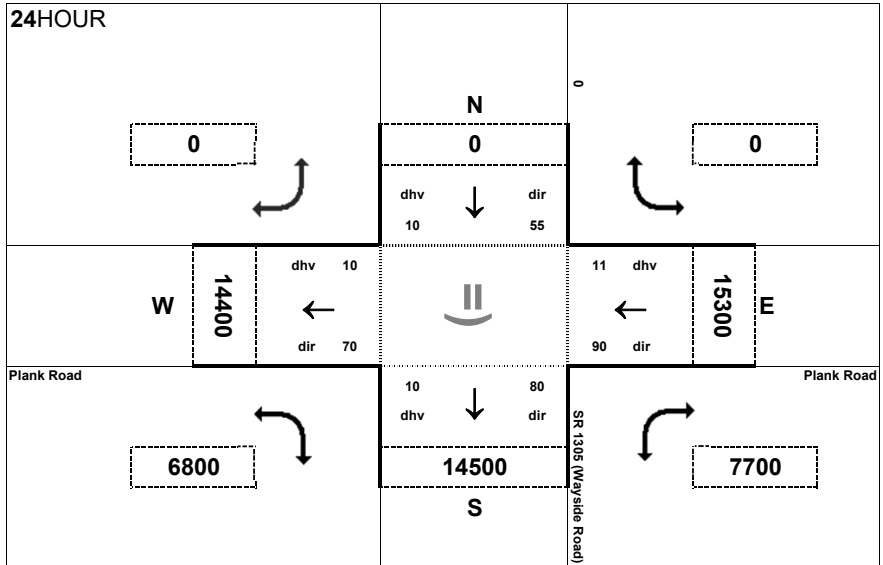 24HOUR
0
N
0
0
0
dhv
dir
10
55
dhv 10
11 dhv
W
14400
15300
E
dir 70
90 dir
Plank Road
Plank Road
10
80
dhv
dir
SR 1305 (Wayside Road)
6800
14500
7700
S